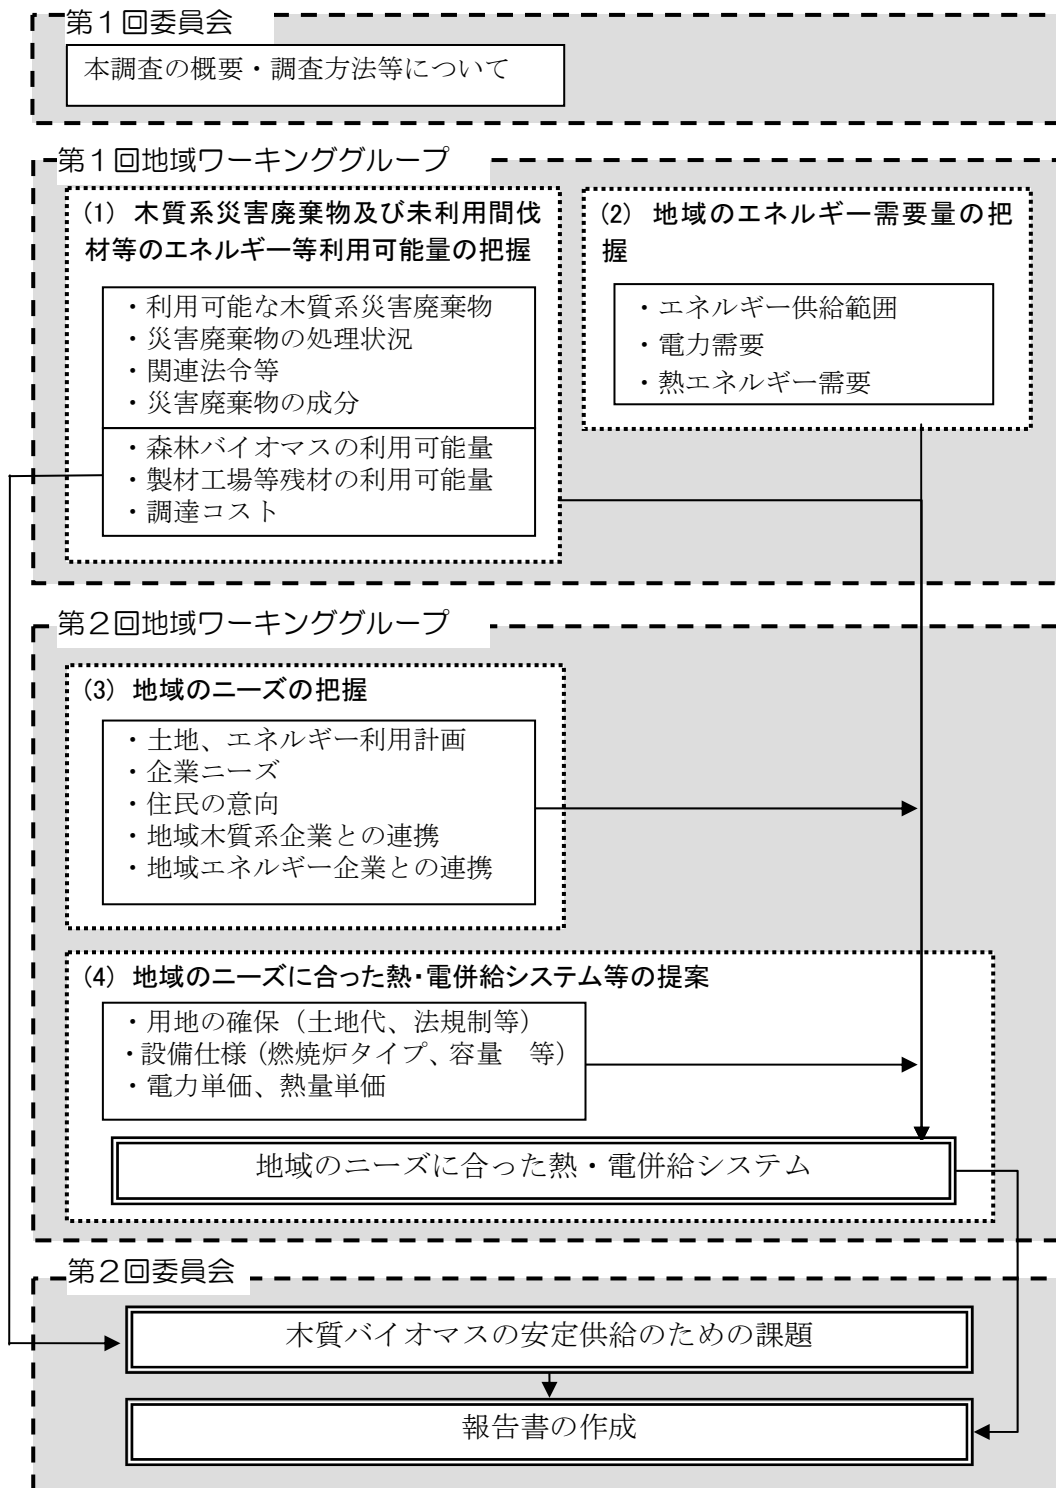 第１回委員会
本調査の概要・調査方法等について
第１回地域ワーキンググループ
(1) 木質系災害廃棄物及び未利用間伐
材等のエネルギー等利用可能量の把握
・利用可能な木質系災害廃棄物
・災害廃棄物の処理状況
・関連法令等
・災害廃棄物の成分
・森林バイオマスの利用可能量
・製材工場等残材の利用可能量
・調達コスト
(2) 地域のエネルギー需要量の把
握
・エネルギー供給範囲
・電力需要
・熱エネルギー需要
第２回地域ワーキンググループ
(3) 地域のニーズの把握
・土地、エネルギー利用計画
・企業ニーズ
・住民の意向
・地域木質系企業との連携
・地域エネルギー企業との連携
(4) 地域のニーズに合った熱・電併給システム等の提案
・用地の確保（土地代、法規制等）
・設備仕様（燃焼炉タイプ、容量　等）
・電力単価、熱量単価
地域のニーズに合った熱・電併給システム
第２回委員会
木質バイオマスの安定供給のための課題
報告書の作成